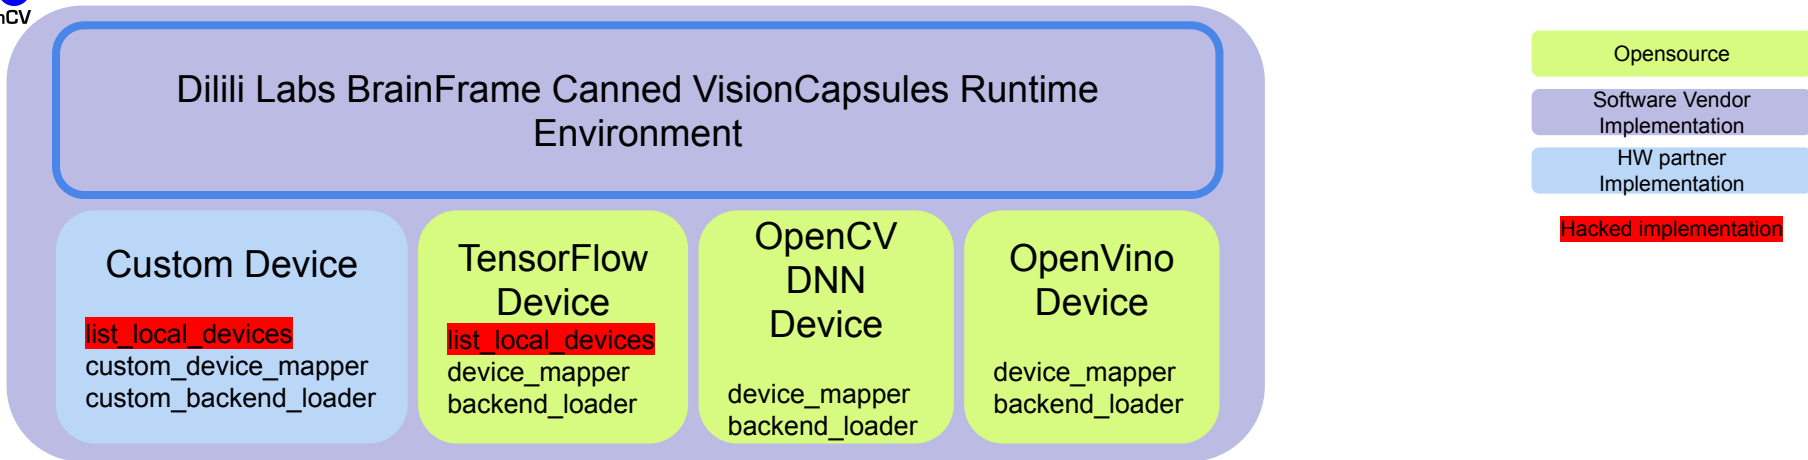 nCV
Dilili Labs BrainFrame Canned VisionCapsules Runtime
Environment
Custom Device
list_local_devices
custom_device_mapper
custom_backend_loader
TensorFlow
Device
list_local_devices
device_mapper
backend_loader
OpenCV
DNN
Device
device_mapper
backend_loader
OpenVino
Device
device_mapper
backend_loader
Opensource
Software Vendor
Implementation
HW partner
Implementation
Hacked implementation